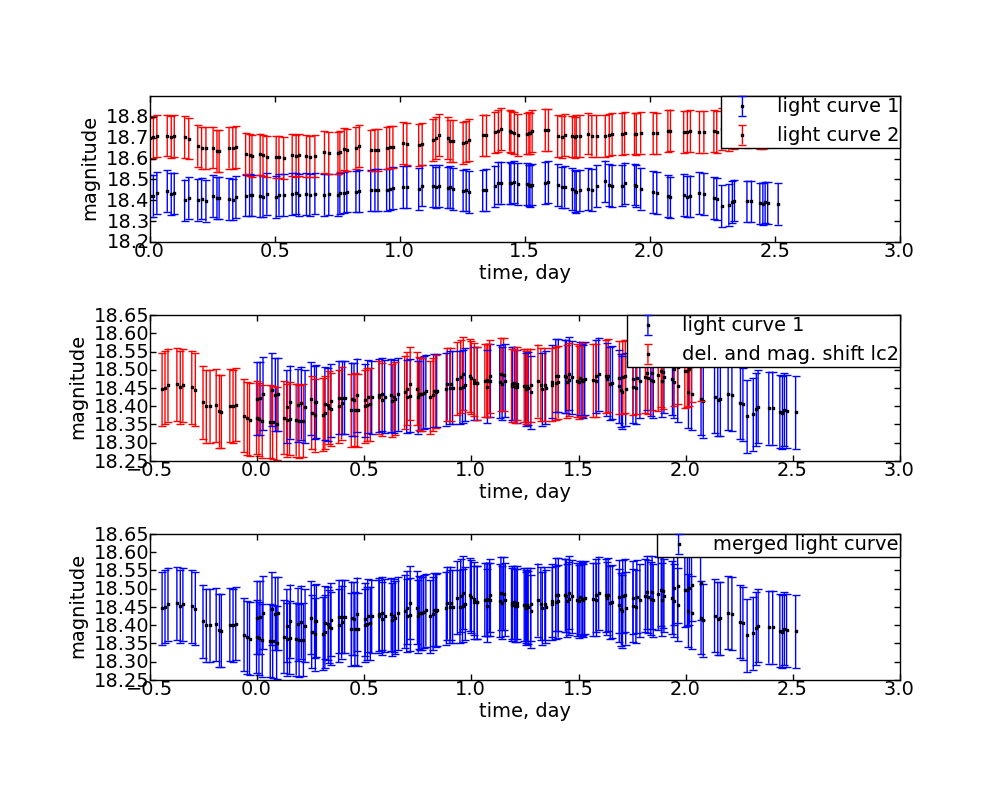 magnitude
18.8
18.7
18.6
18.5
18.4
18.3
18.2
0.0 0.5 1.0 1.5 2.0 2.5 3.0
time, day
light curve 1
light curve 2
magnitude
18.65
18.60
18.55
18.50
18.45
18.40
18.35
18.30
18.25
−0.5 0.0 0.5 1.0 1.5 2.0 2.5 3.0
time, day
light curve 1
del. and mag. shift lc2
magnitude
18.65
18.60
18.55
18.50
18.45
18.40
18.35
18.30
18.25
−0.5 0.0 0.5 1.0 1.5 2.0 2.5 3.0
time, day
merged light curve